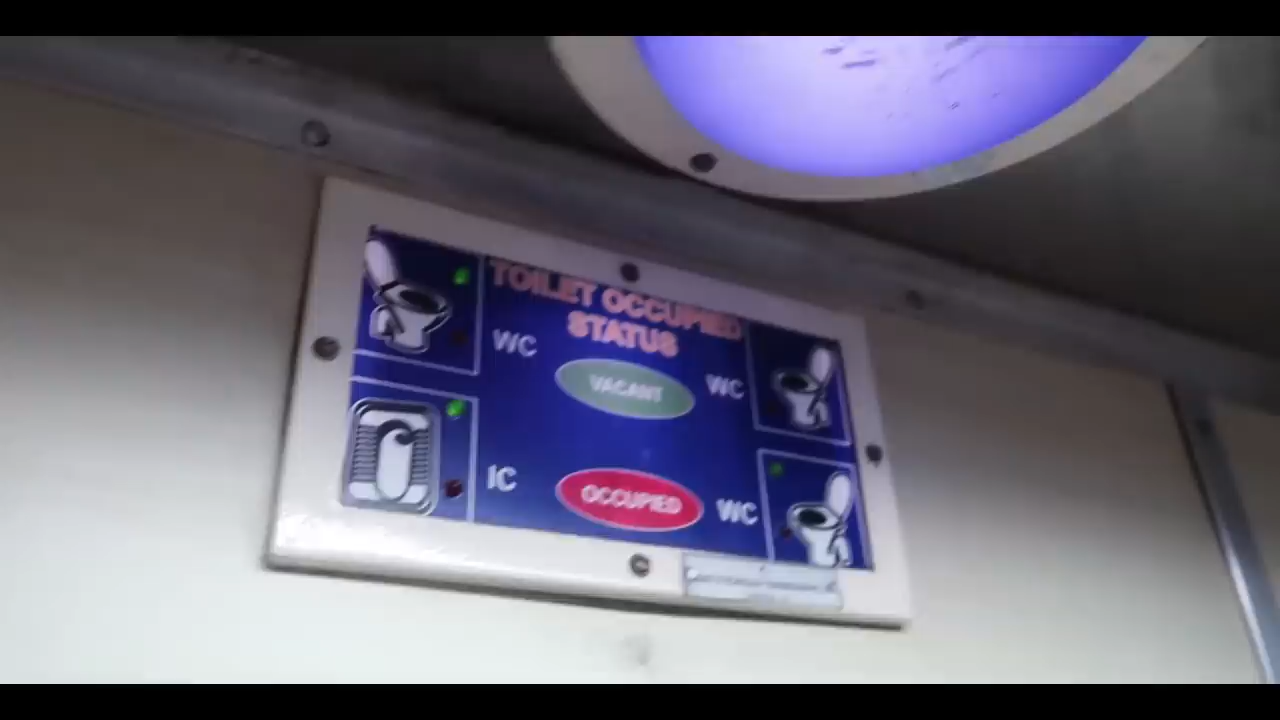 TOILET OCCUPIED
STATUS
WC
VACANT
WC
IC
OCCUPIED
WC